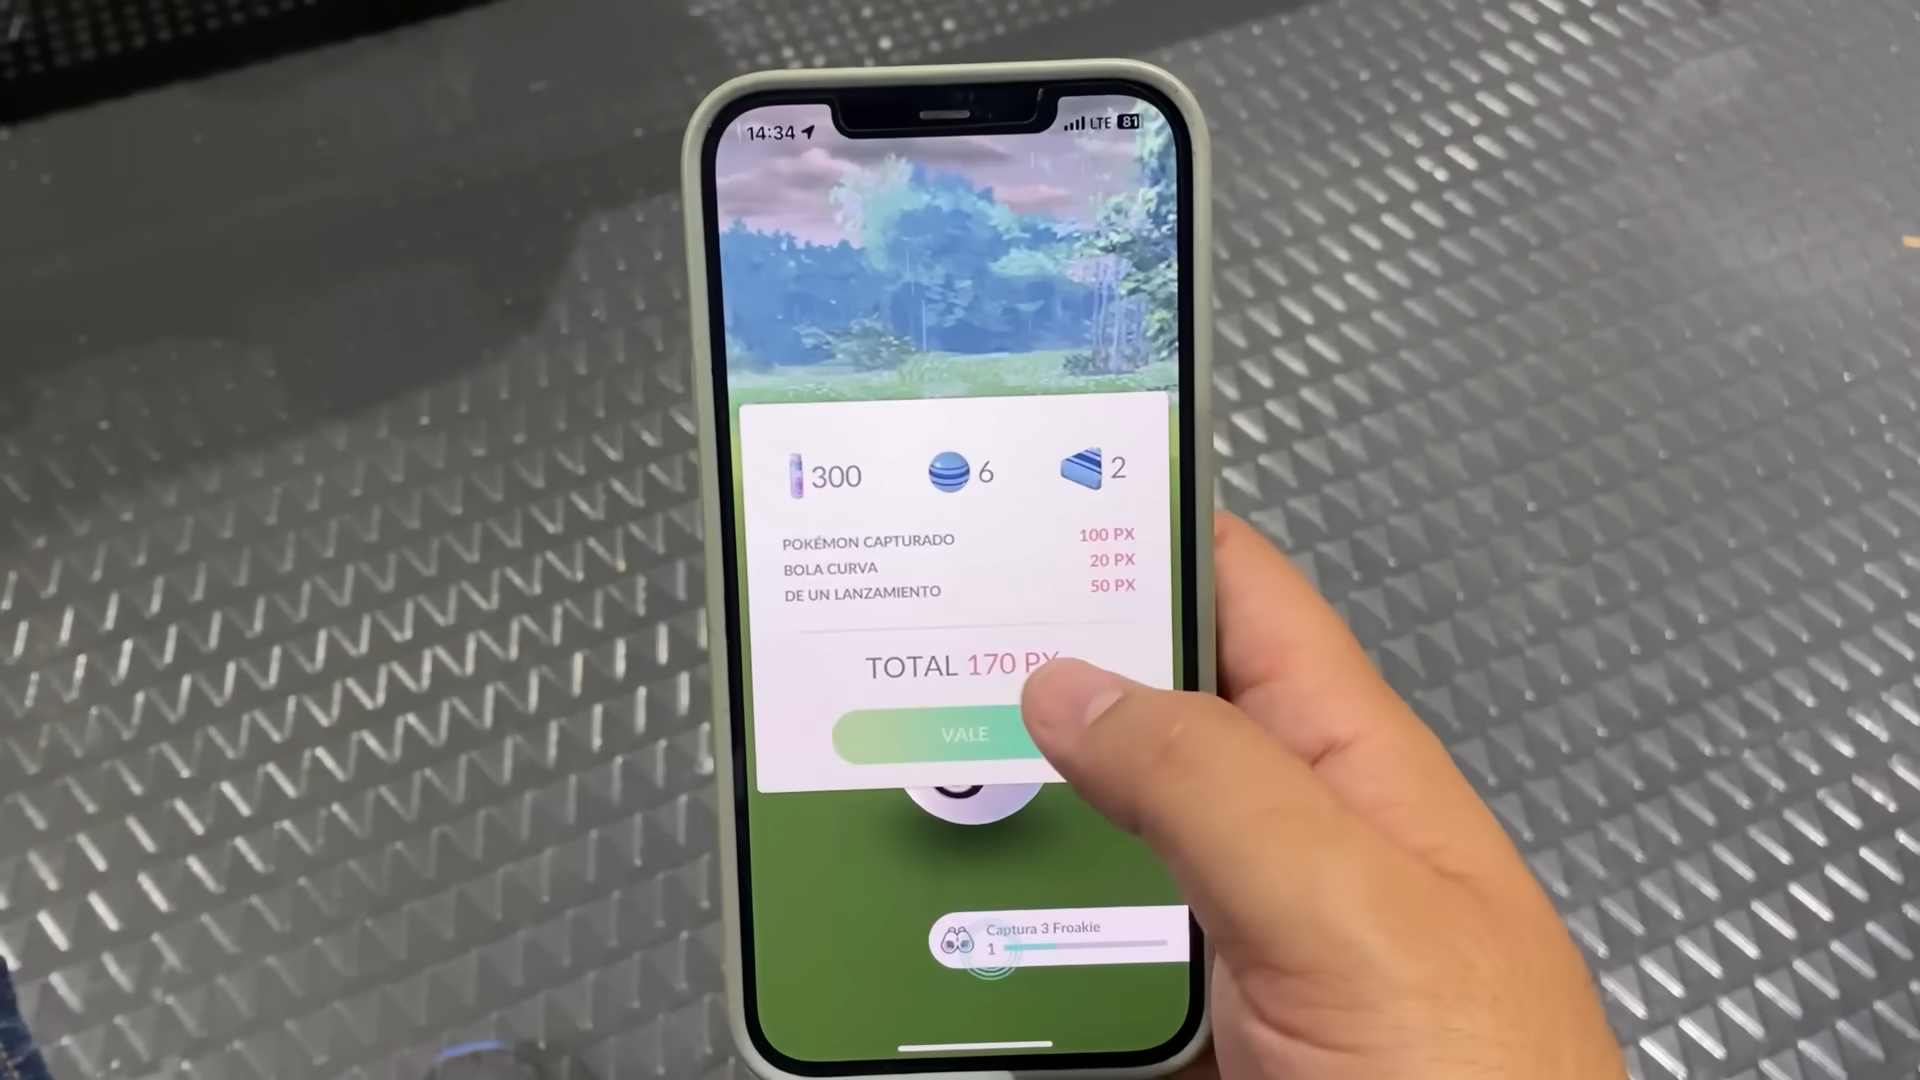 14:34 LTE 81
300 6 2
POKÉMON CAPTURADO 100 PX
BOLA CURVA 20 PX
DE UN LANZAMIENTO 50 PX
TOTAL 170 PX
VALE
Captura 3 Froakie
1